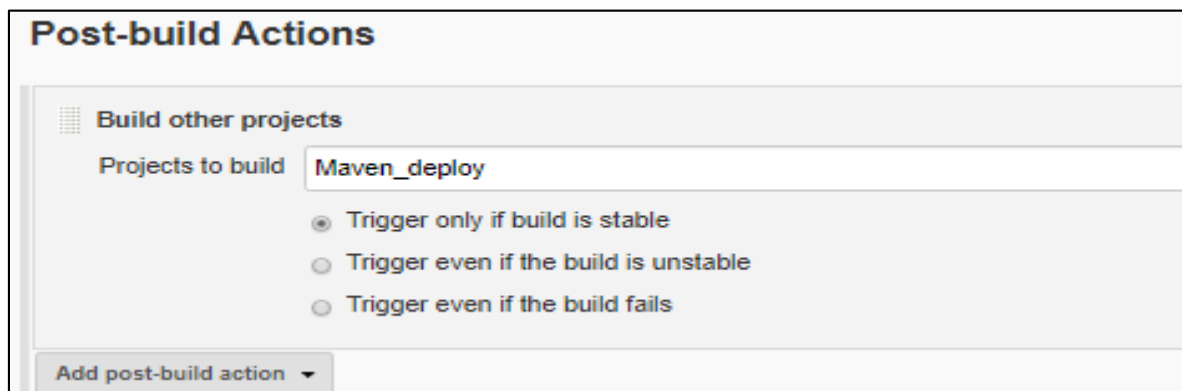 Post-build Actions
Build other projects
Projects to build Maven_deploy
Trigger only if build is stable
Trigger even if the build is unstable
Trigger even if the build fails
Add post-build action